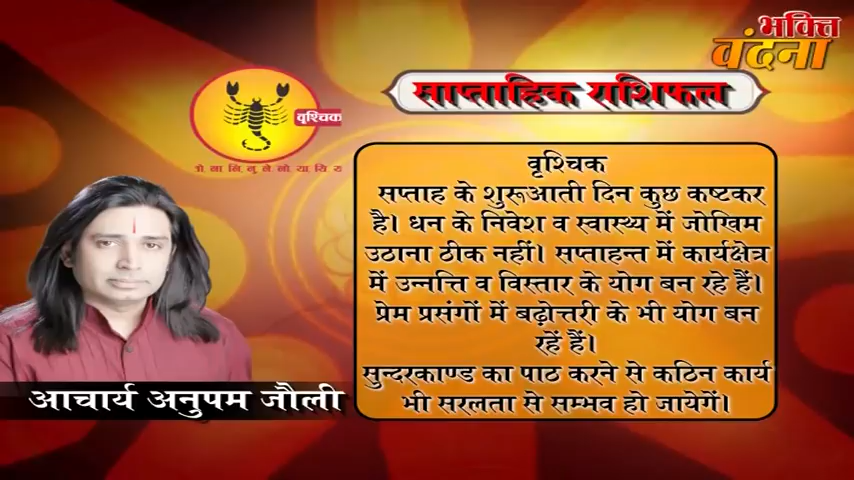 भक्ति
वंदना
साप्ताहिक राशिफल
वृश्चिक
तो ना नि नु ने नो या यि य
वृश्चिक
सप्ताह के शुरूआती दिन कुछ कष्टकर
है। धन के निवेश व स्वास्थ्य में जोखिम
उठाना ठीक नहीं। सप्ताहन्त में कार्यक्षेत्र
में उन्नत्ति व विस्तार के योग बन रहे हैं।
प्रेम प्रसंगों में बढ़ोत्तरी के भी योग बन
रहें हैं।
सुन्दरकाण्ड का पाठ करने से कठिन कार्य
भी सरलता से सम्भव हो जायेगें।
आचार्य अनुपम जौली